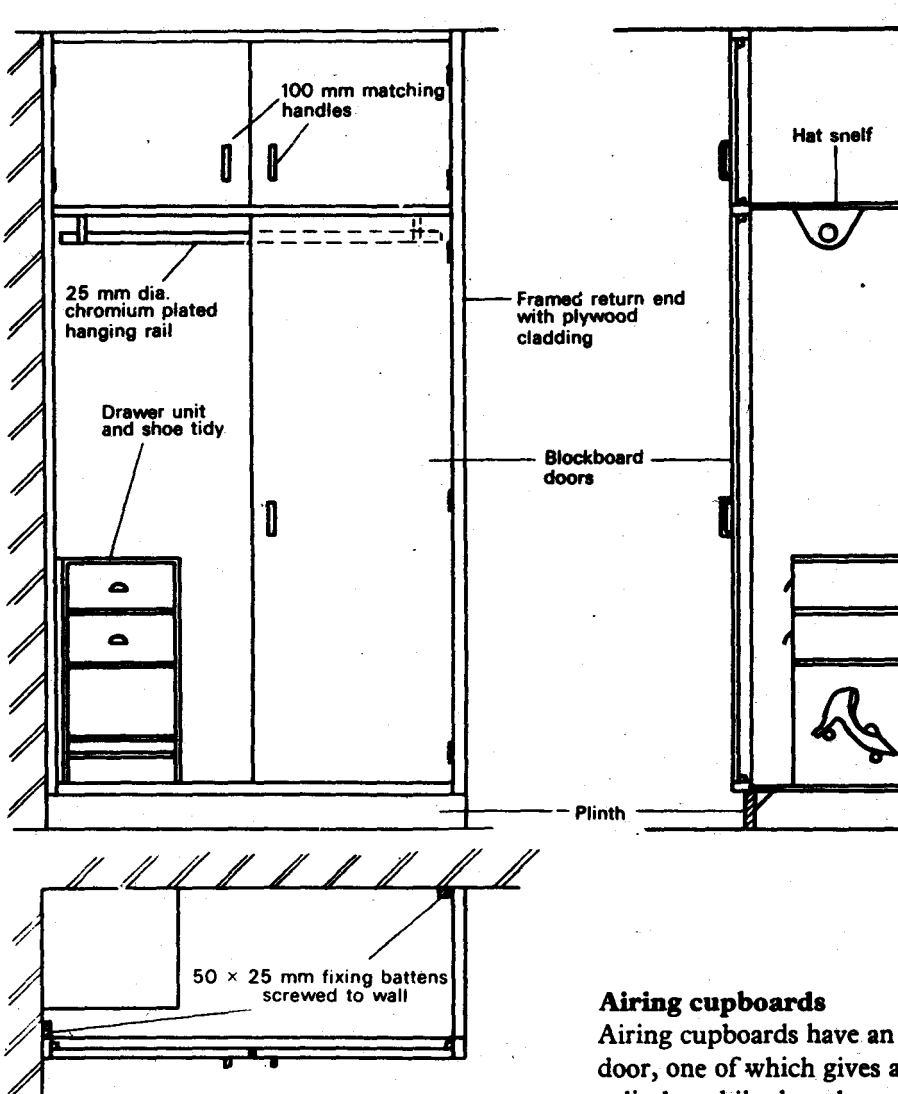 100 mm matching
handles
Hat snelf
25 mm dia.
chromium plated
hanging rail
Framed return end
with plywood
cladding
Drawer unit
and shoe tidy
Blockboard
doors
Plinth
50 × 25 mm fixing battens
screwed to wall
Airing cupboards
Airing cupboards have an
door, one of which gives a